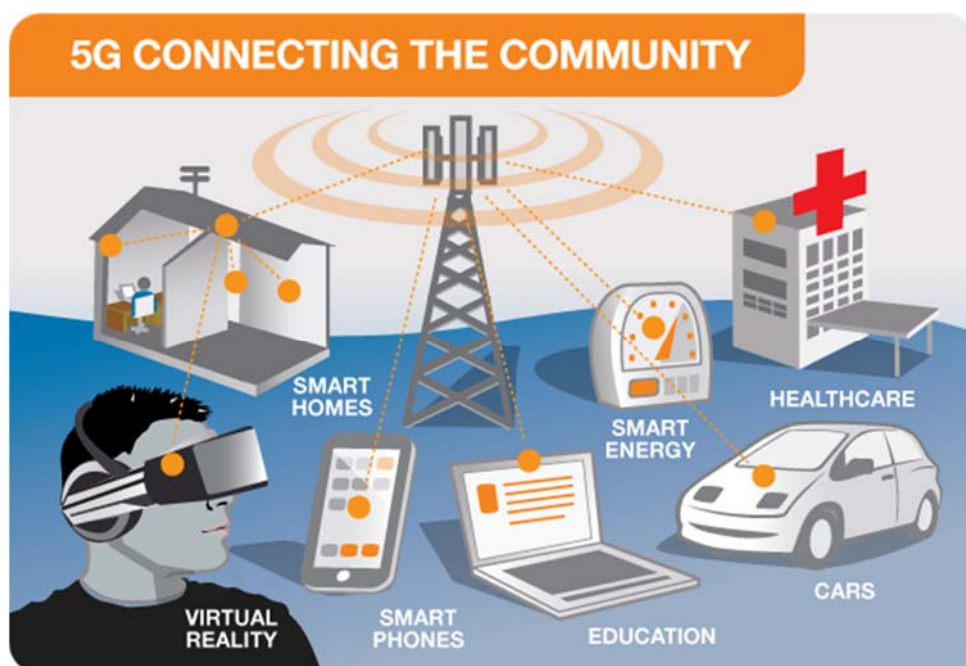 5G CONNECTING THE COMMUNITY
SMART
HOMES
SMART
ENERGY
HEALTHCARE
VIRTUAL
REALITY
SMART
PHONES
EDUCATION
CARS